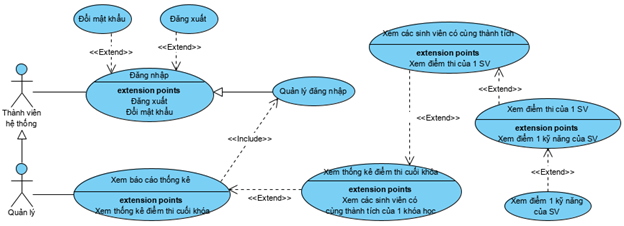 Đổi mật khẩu
Đăng xuất
<<Extend>>
<<Extend>>
Đăng nhập
extension points
Đăng xuất
Đổi mật khẩu
Thành viên
hệ thống
Quản lý đăng nhập
<<Include>>
Quản lý
Xem báo cáo thống kê
extension points
Xem thống kê điểm thi cuối khóa
<<Extend>>
Xem thống kê điểm thi cuối khóa
extension points
Xem các sinh viên có
cùng thành tích của 1 khóa học
<<Extend>>
Xem các sinh viên có cùng thành tích
extension points
Xem điểm thi của 1 SV
<<Extend>>
Xem điểm thi của 1 SV
extension points
Xem điểm 1 kỹ năng của SV
<<Extend>>
Xem điểm 1 kỹ năng
của SV